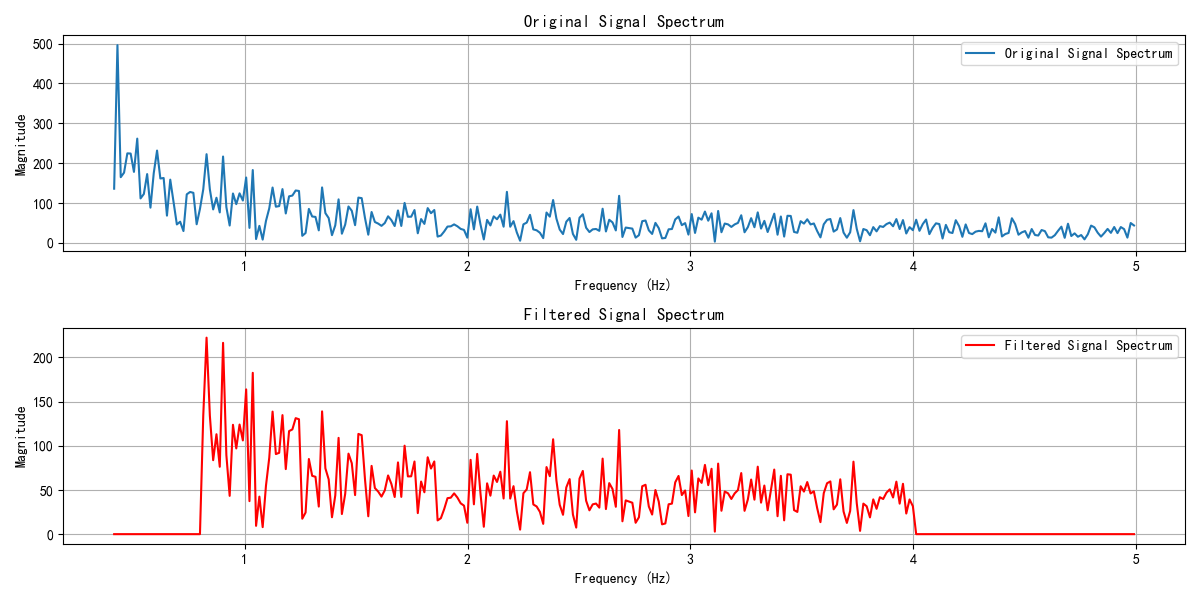 Original Signal Spectrum
500
400
300
200
100
0
Magnitude
Original Signal Spectrum
1 2 3 4 5
Frequency (Hz)
Filtered Signal Spectrum
200
150
100
50
0
Magnitude
Filtered Signal Spectrum
1 2 3 4 5
Frequency (Hz)